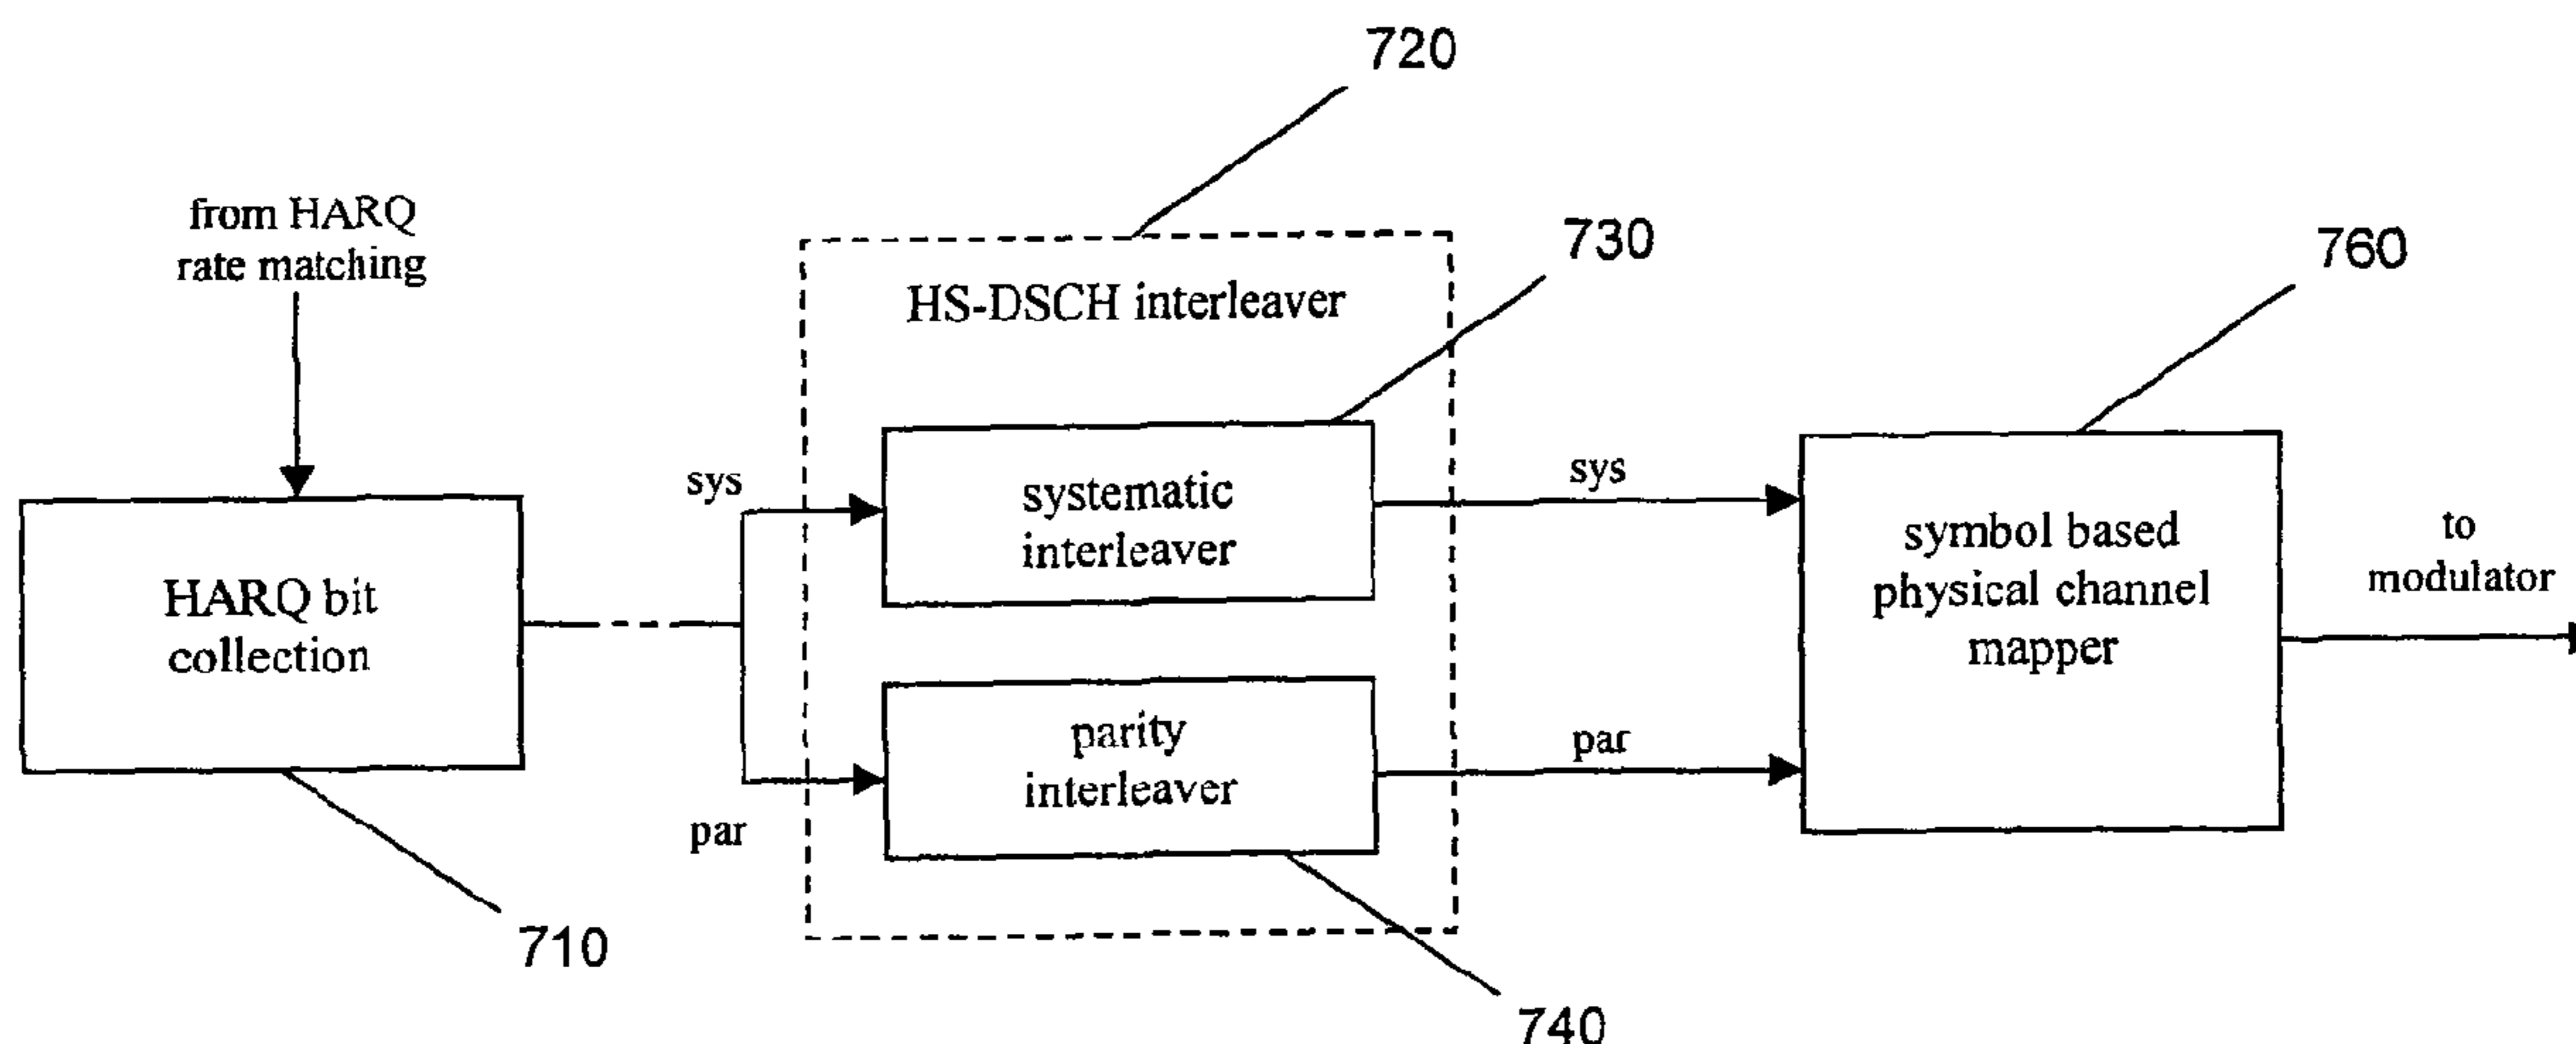 720
from HARQ
rate matching
730
760
HS-DSCH interleaver
sys
systematic
interleaver
sys
symbol based
physical channel
mapper
to
modulator
HARQ bit
collection
parity
interleaver
par
par
710
740